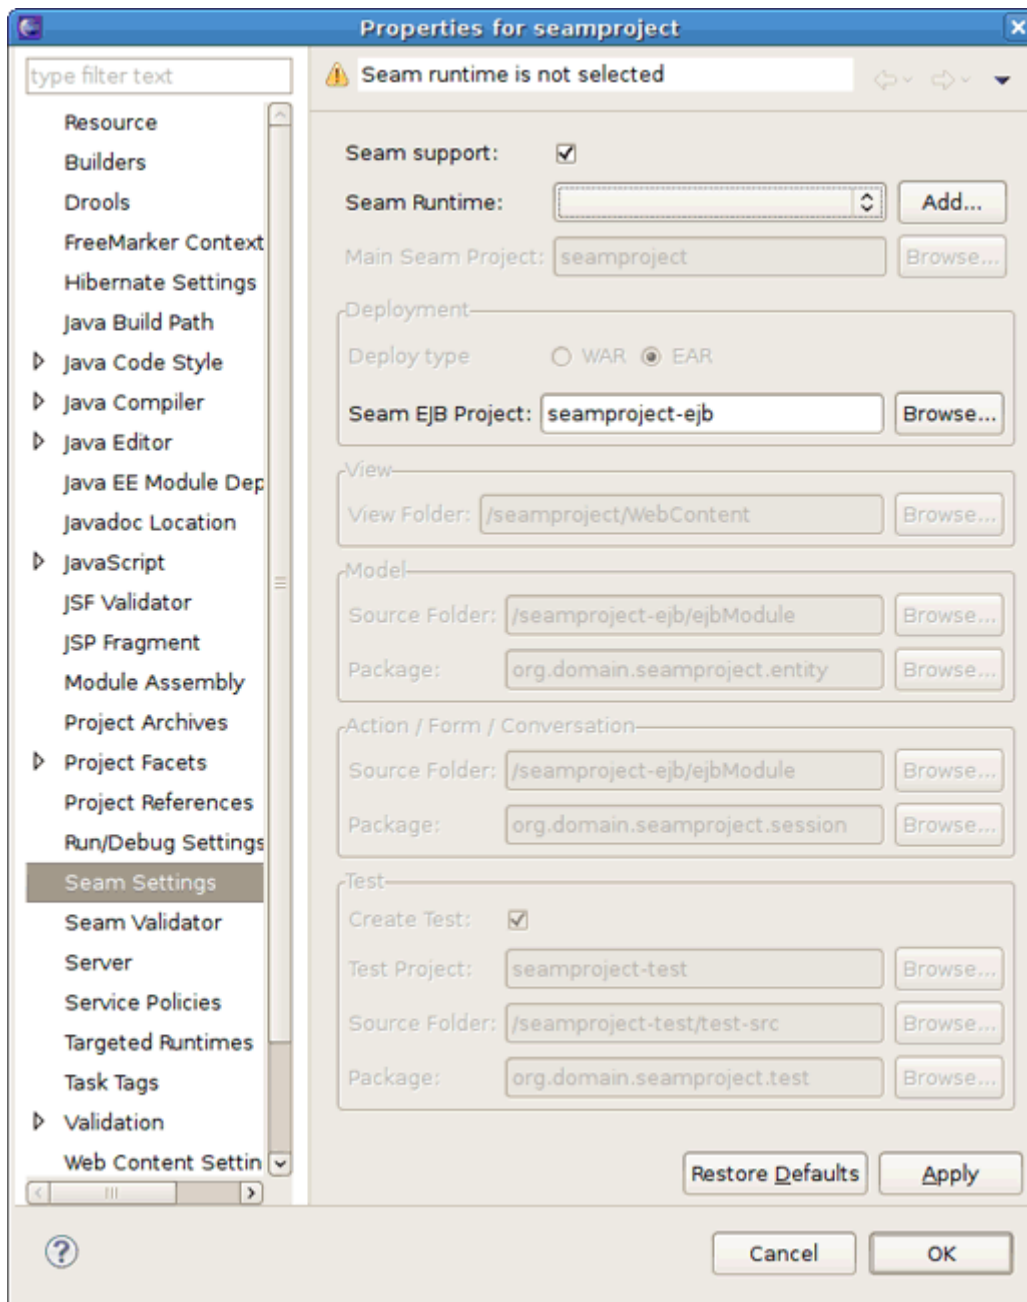 Properties for seamproject
type filter text
Seam runtime is not selected
Resource
Builders
Drools
FreeMarker Context
Hibernate Settings
Java Build Path
Java Code Style
Java Compiler
Java Editor
Java EE Module Dep
Javadoc Location
JavaScript
JSF Validator
JSP Fragment
Module Assembly
Project Archives
Project Facets
Project References
Run/Debug Settings
Seam Settings
Seam Validator
Server
Service Policies
Targeted Runtimes
Task Tags
Validation
Web Content Settin
Seam support:
Seam Runtime: Add...
Main Seam Project: seamproject Browse...
Deployment
Deploy type WAR EAR
Seam EJB Project: seamproject-ejb Browse...
View
View Folder: /seamproject/WebContent Browse...
Model
Source Folder: /seamproject-ejb/ejbModule Browse...
Package: org.domain.seamproject.entity Browse...
Action / Form / Conversation
Source Folder: /seamproject-ejb/ejbModule Browse...
Package: org.domain.seamproject.session Browse...
Test
Create Test:
Test Project: seamproject-test Browse...
Source Folder: /seamproject-test/test-src Browse...
Package: org.domain.seamproject.test Browse...
Restore Defaults Apply
? Cancel OK